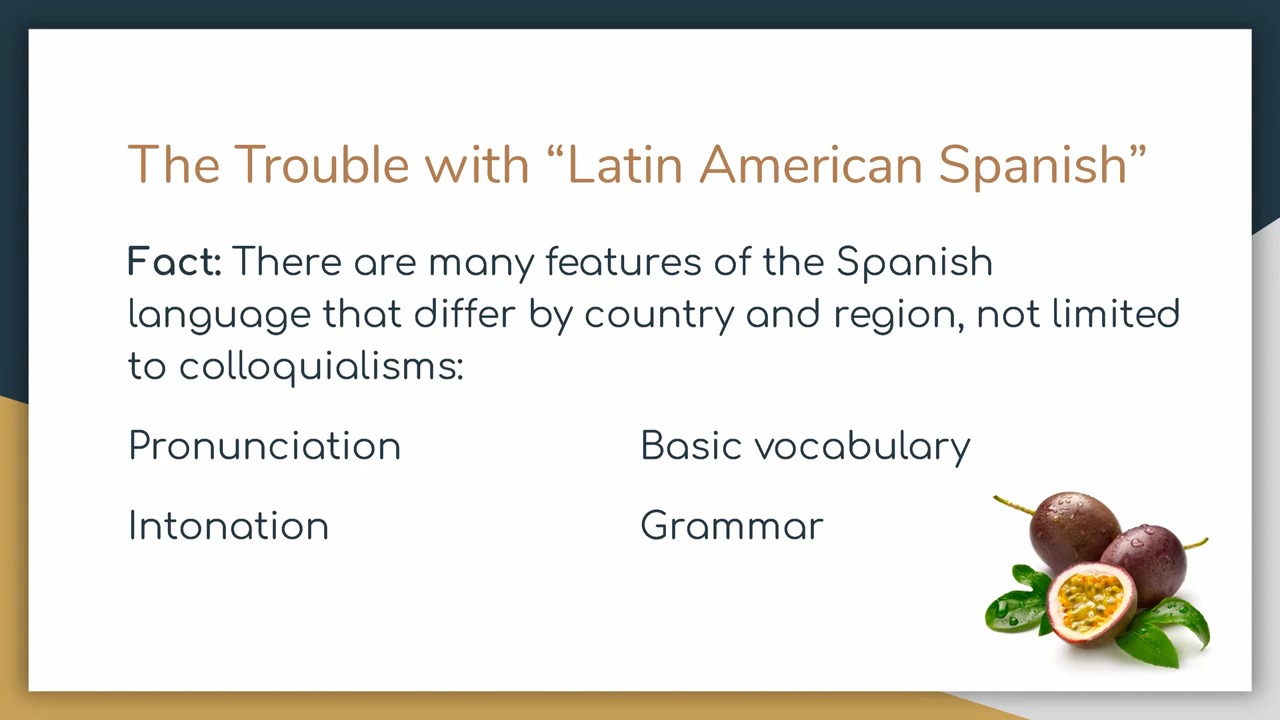 The Trouble with “Latin American Spanish”
Fact: There are many features of the Spanish
language that differ by country and region, not limited
to colloquialisms:
Pronunciation
Basic vocabulary
Intonation
Grammar